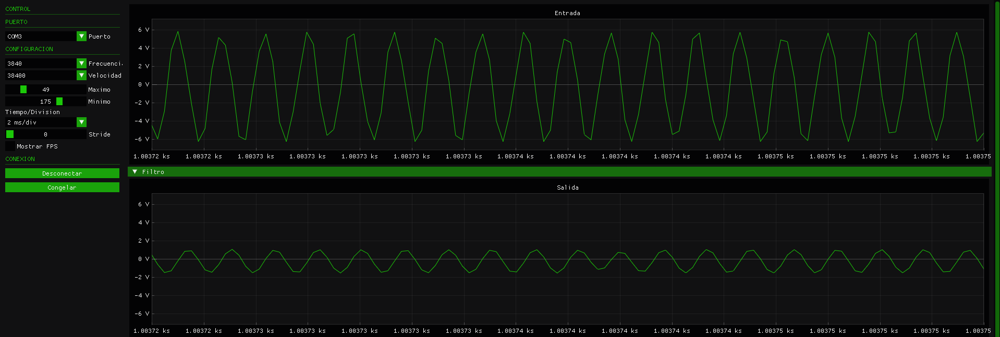 CONTROL
PUERTO
COM3 Puerto
CONFIGURACION
3840 Frecuenci
38400 Velocidad
49 Maximo
175 Minimo
Tiempo/Division
2 ms/div
0 Stride
Mostrar FPS
CONEXION
Desconectar
Congelar
Entrada
6 V
4 V
2 V
0 V
-2 V
-4 V
-6 V
1.00372 ks 1.00372 ks 1.00373 ks 1.00373 ks 1.00373 ks 1.00373 ks 1.00373 ks 1.00374 ks 1.00374 ks 1.00374 ks 1.00374 ks 1.00374 ks 1.00375 ks 1.00375 ks 1.00375 ks 1.00375 ks 1.00375
Filtro
Salida
6 V
4 V
2 V
0 V
-2 V
-4 V
-6 V
1.00372 ks 1.00372 ks 1.00373 ks 1.00373 ks 1.00373 ks 1.00373 ks 1.00373 ks 1.00374 ks 1.00374 ks 1.00374 ks 1.00374 ks 1.00374 ks 1.00375 ks 1.00375 ks 1.00375 ks 1.00375 ks 1.00375